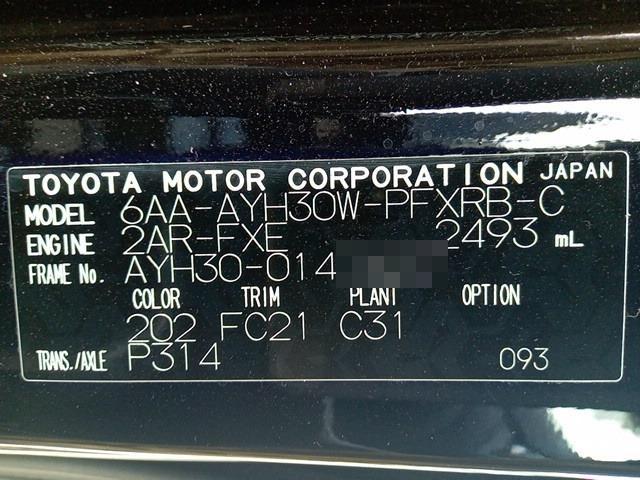 TOYOTA MOTOR CORPORATION JAPAN
MODEL 6AA-AYH30W-PFXRB-C
ENGINE 2AR-FXE 2493 mL
FRAME No. AYH30-014
COLOR TRIM PLANT OPTION
202 FC21 C31
TRANS./AXLE P314 093